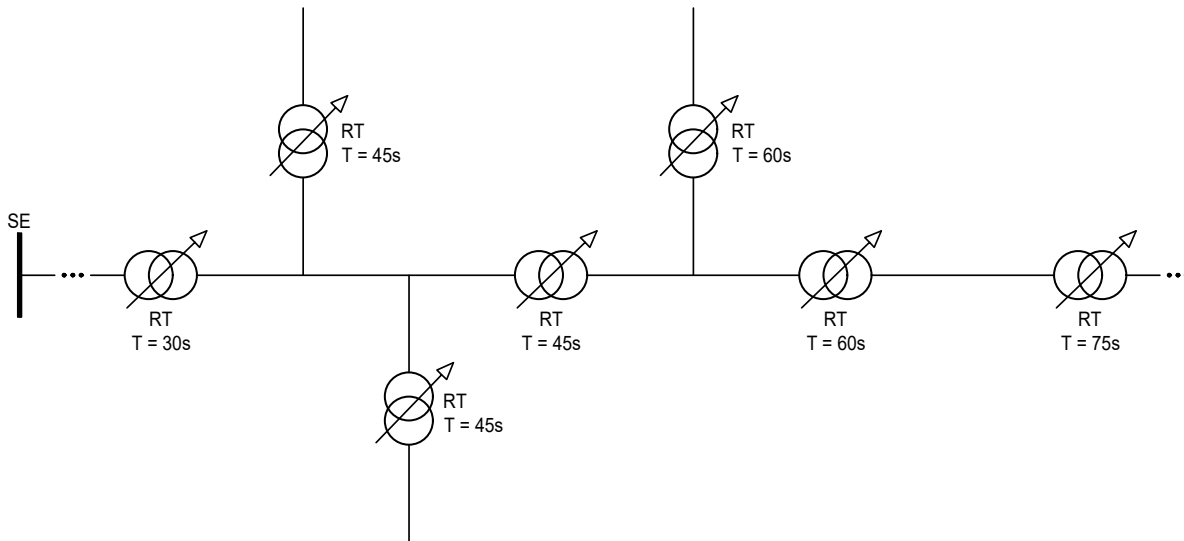 RT
T = 45s
RT
T = 60s
SE
RT
T = 30s
RT
T = 45s
RT
T = 60s
RT
T = 75s
RT
T = 45s